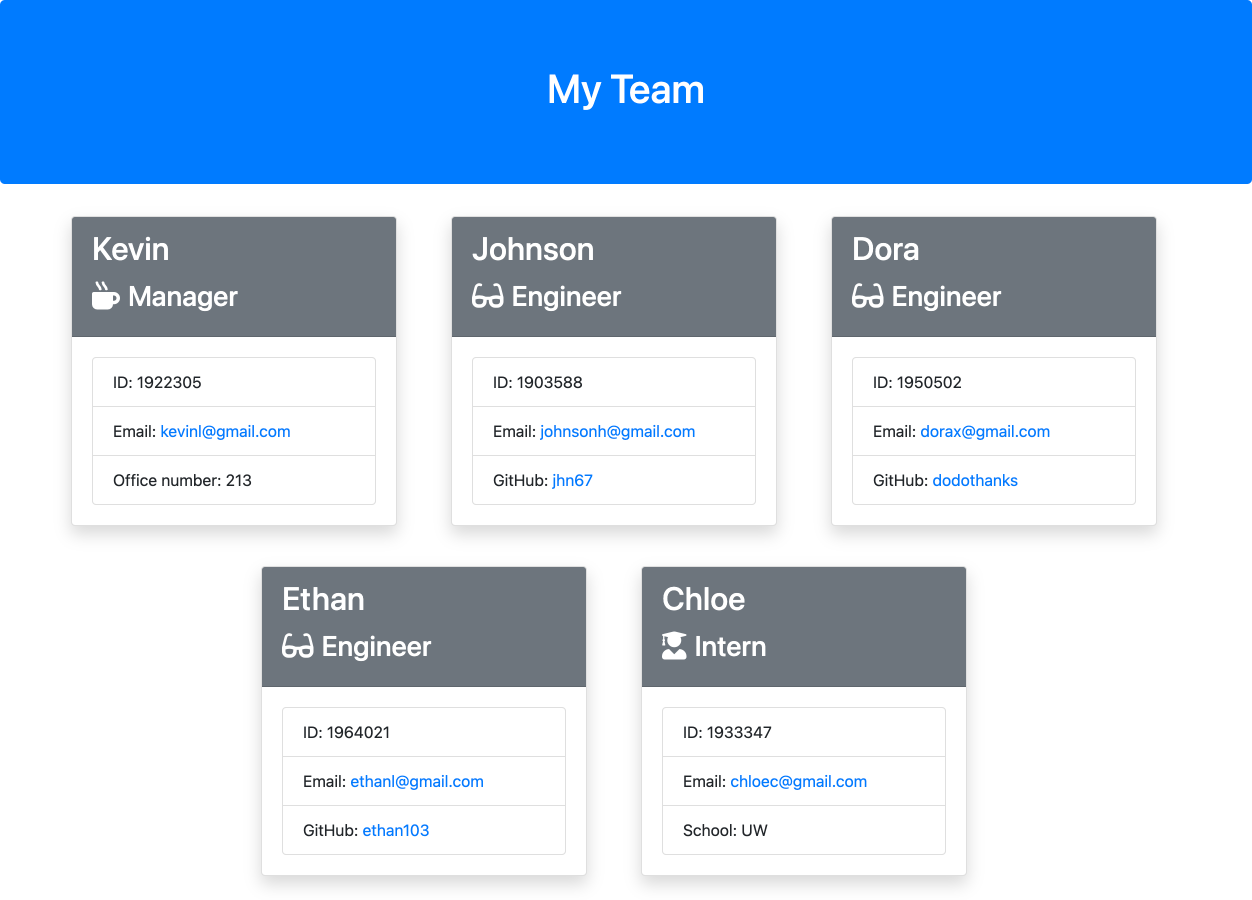 My Team
Kevin
Manager
ID: 1922305
Email: kevinl@gmail.com
Office number: 213
Johnson
Engineer
ID: 1903588
Email: johnsonh@gmail.com
GitHub: jhn67
Dora
Engineer
ID: 1950502
Email: dorax@gmail.com
GitHub: dodothanks
Ethan
Engineer
ID: 1964021
Email: ethanl@gmail.com
GitHub: ethan103
Chloe
Intern
ID: 1933347
Email: chloec@gmail.com
School: UW